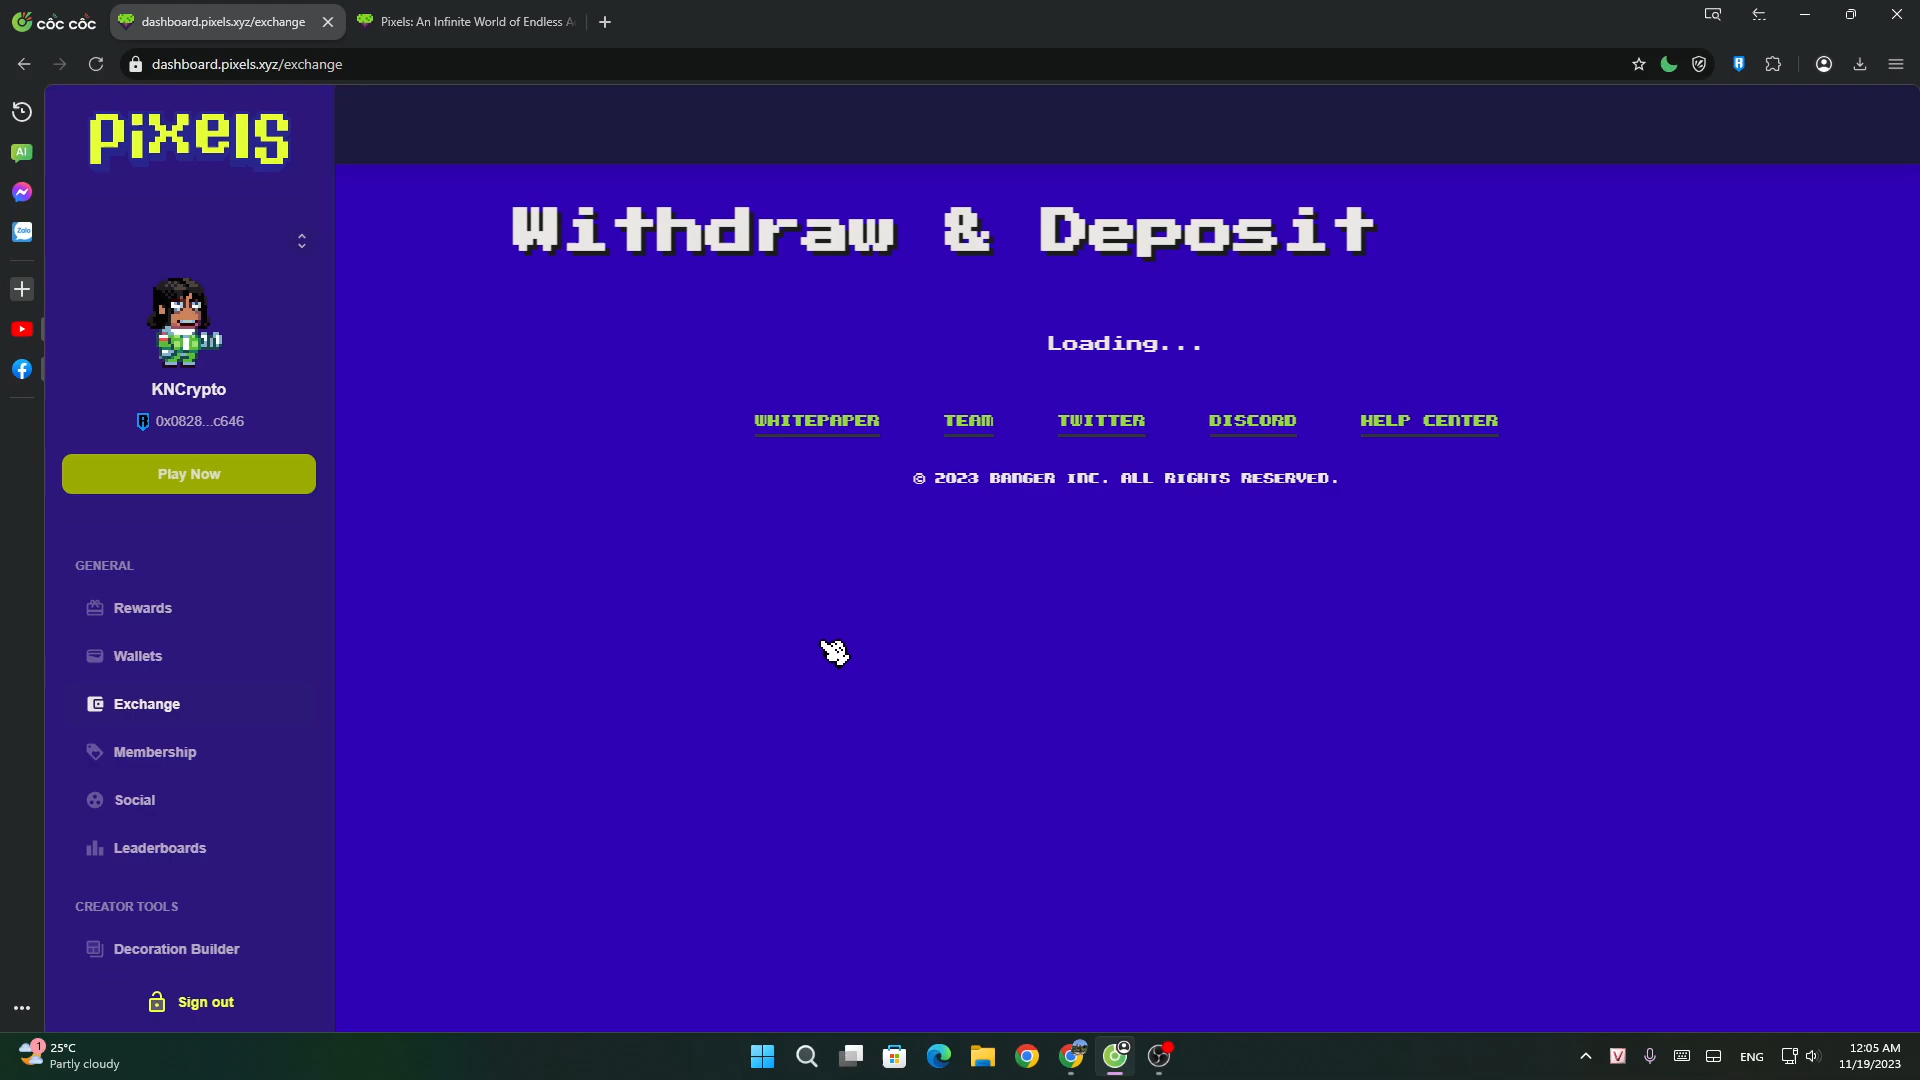 cốc cốc
dashboard.pixels.xyz/exchange
Pixels: An Infinite World of Endless A
dashboard.pixels.xyz/exchange
AI
Zalo
pixels
KNCrypto
0x0828...c646
Play Now
GENERAL
Rewards
Wallets
Exchange
Membership
Social
Leaderboards
CREATOR TOOLS
Decoration Builder
Sign out
Withdraw & Deposit
Loading...
WHITEPAPER
TEAM
TWITTER
DISCORD
HELP CENTER
© 2023 BANGER INC. ALL RIGHTS RESERVED.
1
25°C
Partly cloudy
V
ENG
12:05 AM
11/19/2023